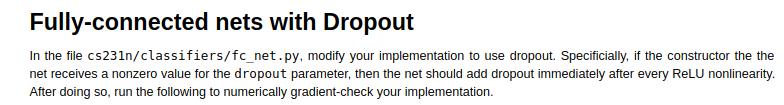 Fully-connected nets with Dropout
In the file cs231n/classifiers/fc_net.py, modify your implementation to use dropout. Specificially, if the constructor the the
net receives a nonzero value for the dropout parameter, then the net should add dropout immediately after every ReLU nonlinearity.
After doing so, run the following to numerically gradient-check your implementation.